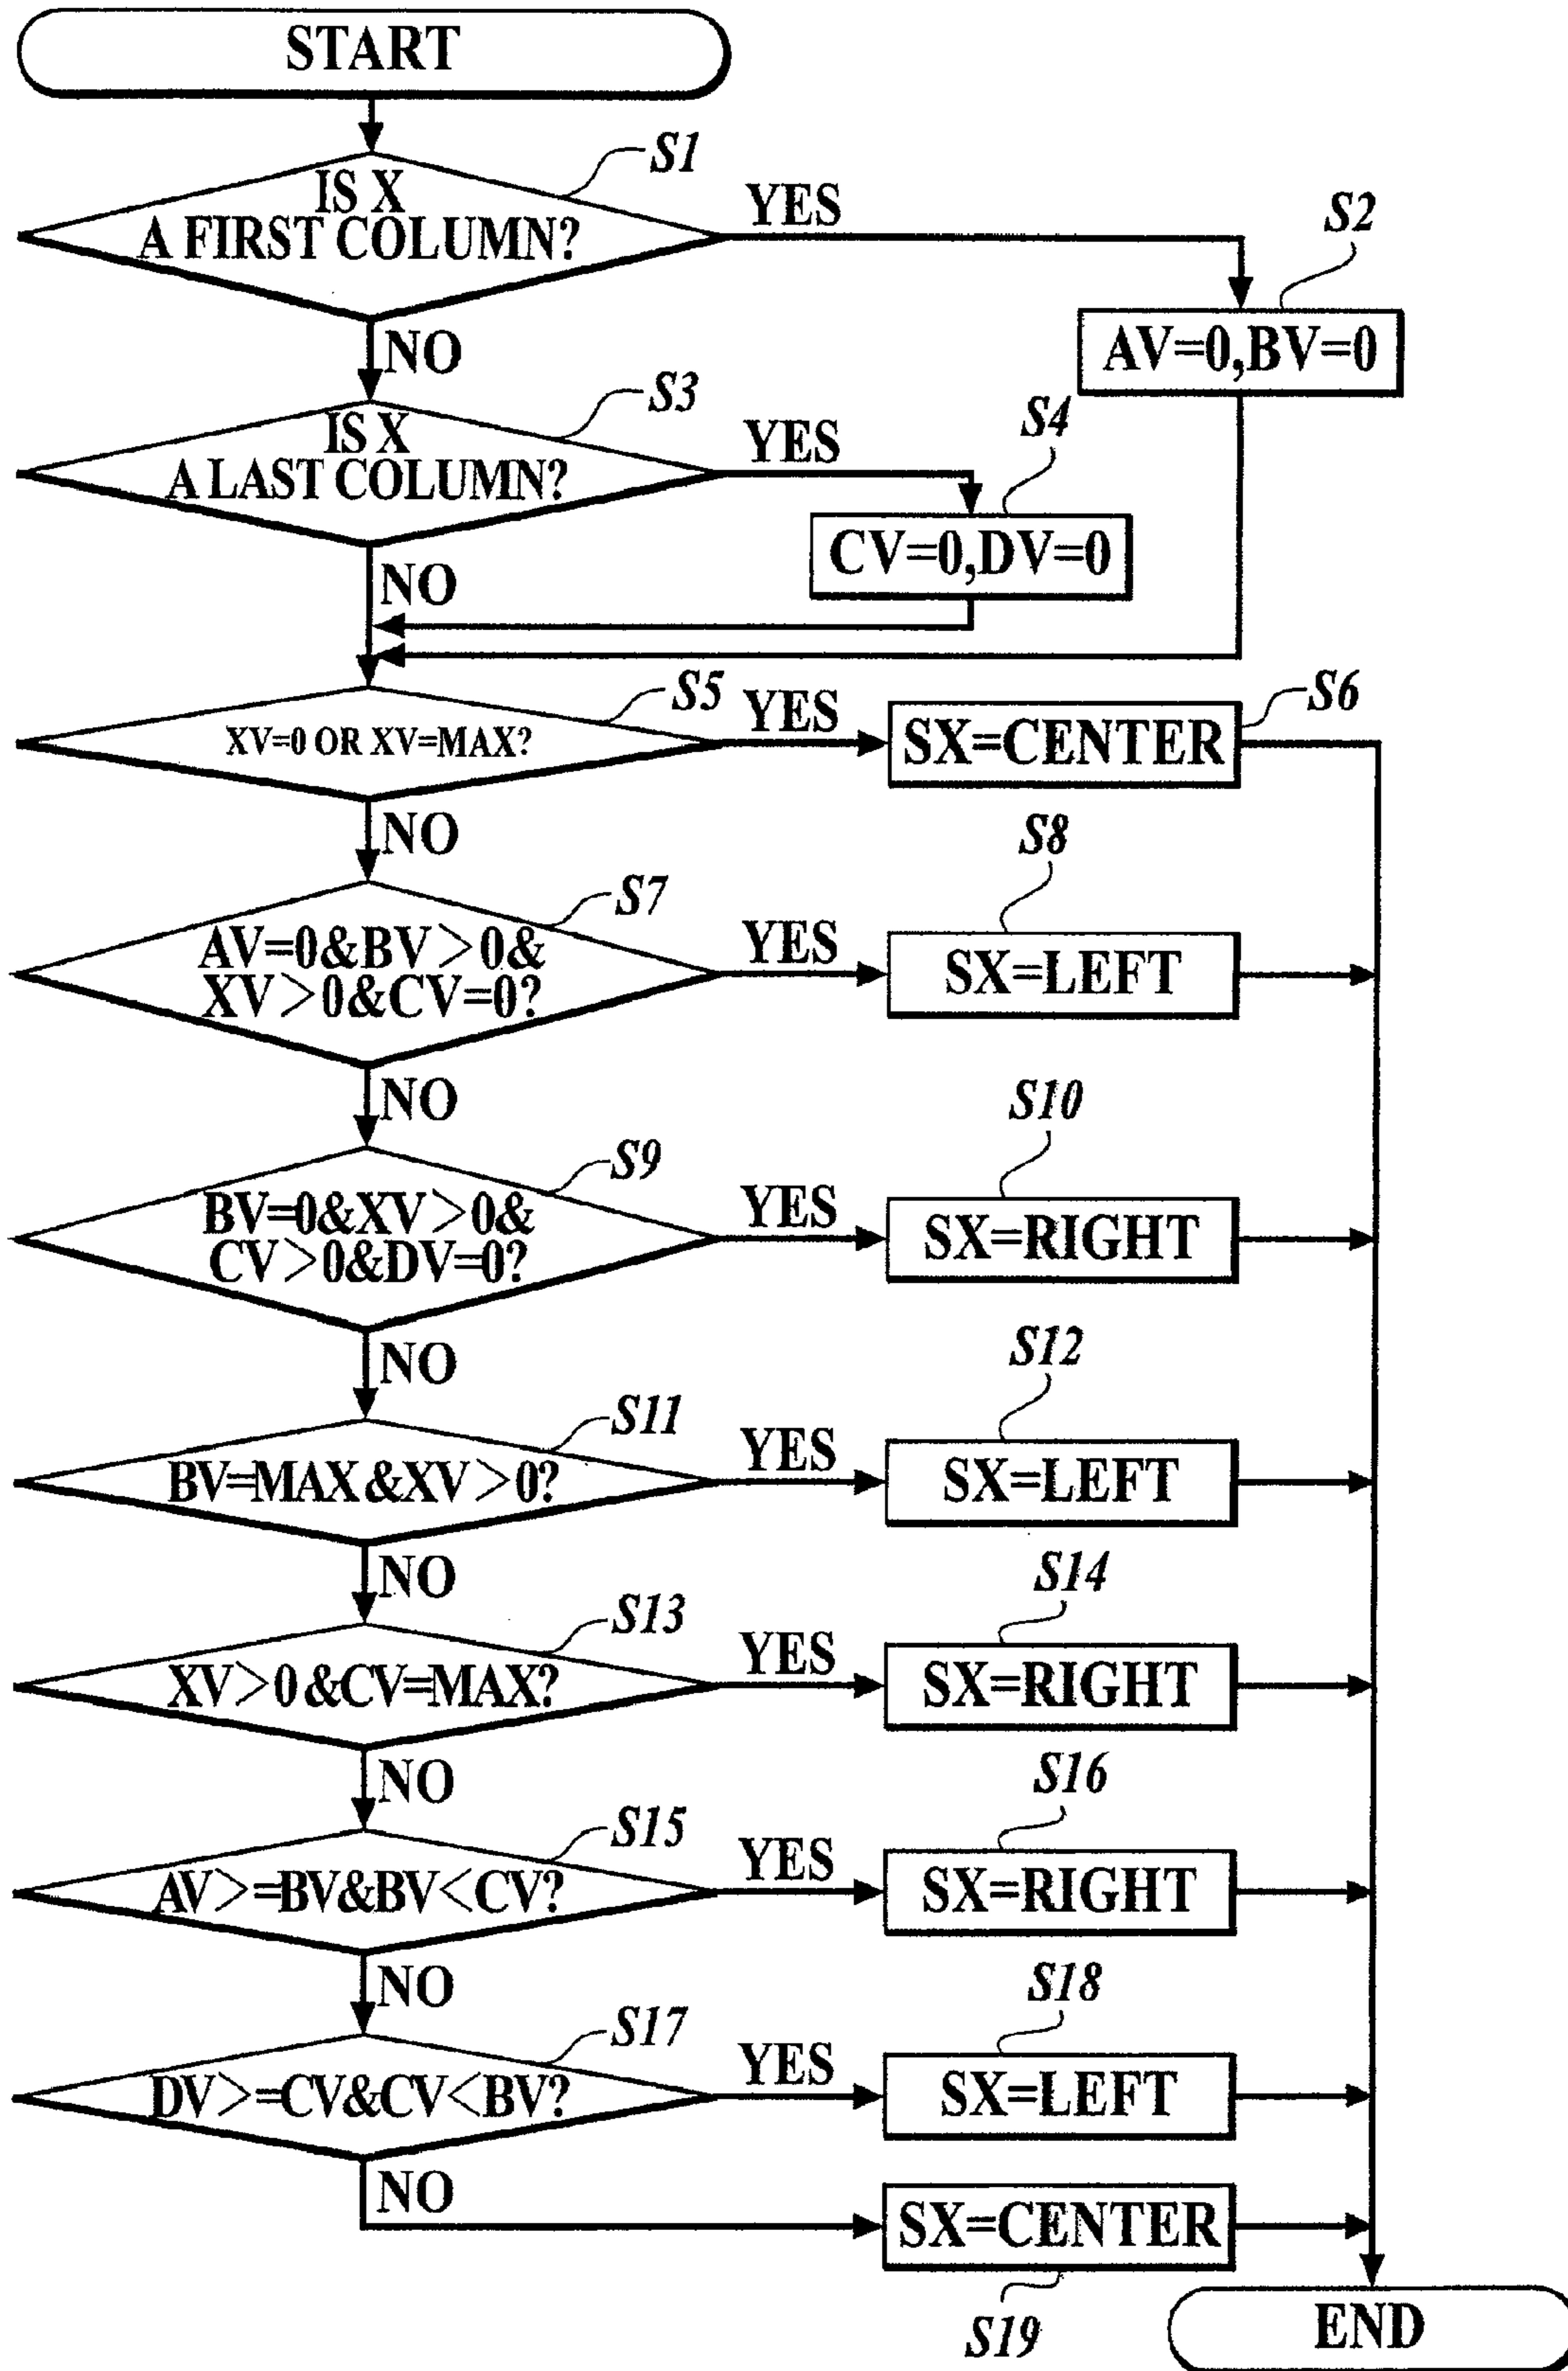 START
S1
IS X
A FIRST COLUMN?
YES
S2
AV=0,BV=0
NO
S3
IS X
A LAST COLUMN?
YES
S4
CV=0,DV=0
NO
S5
XV=0 OR XV=MAX?
YES
SX=CENTER
S6
NO
S7
AV=0&BV>0&
XV>0&CV=0?
YES
S8
SX=LEFT
NO
S9
BV=0&XV>0&
CV>0&DV=0?
YES
S10
SX=RIGHT
NO
S11
BV=MAX&XV>0?
YES
S12
SX=LEFT
NO
S13
XV>0&CV=MAX?
YES
S14
SX=RIGHT
NO
S15
AV>=BV&BV<CV?
YES
S16
SX=RIGHT
NO
S17
DV>=CV&CV<BV?
YES
S18
SX=LEFT
NO
SX=CENTER
S19
END